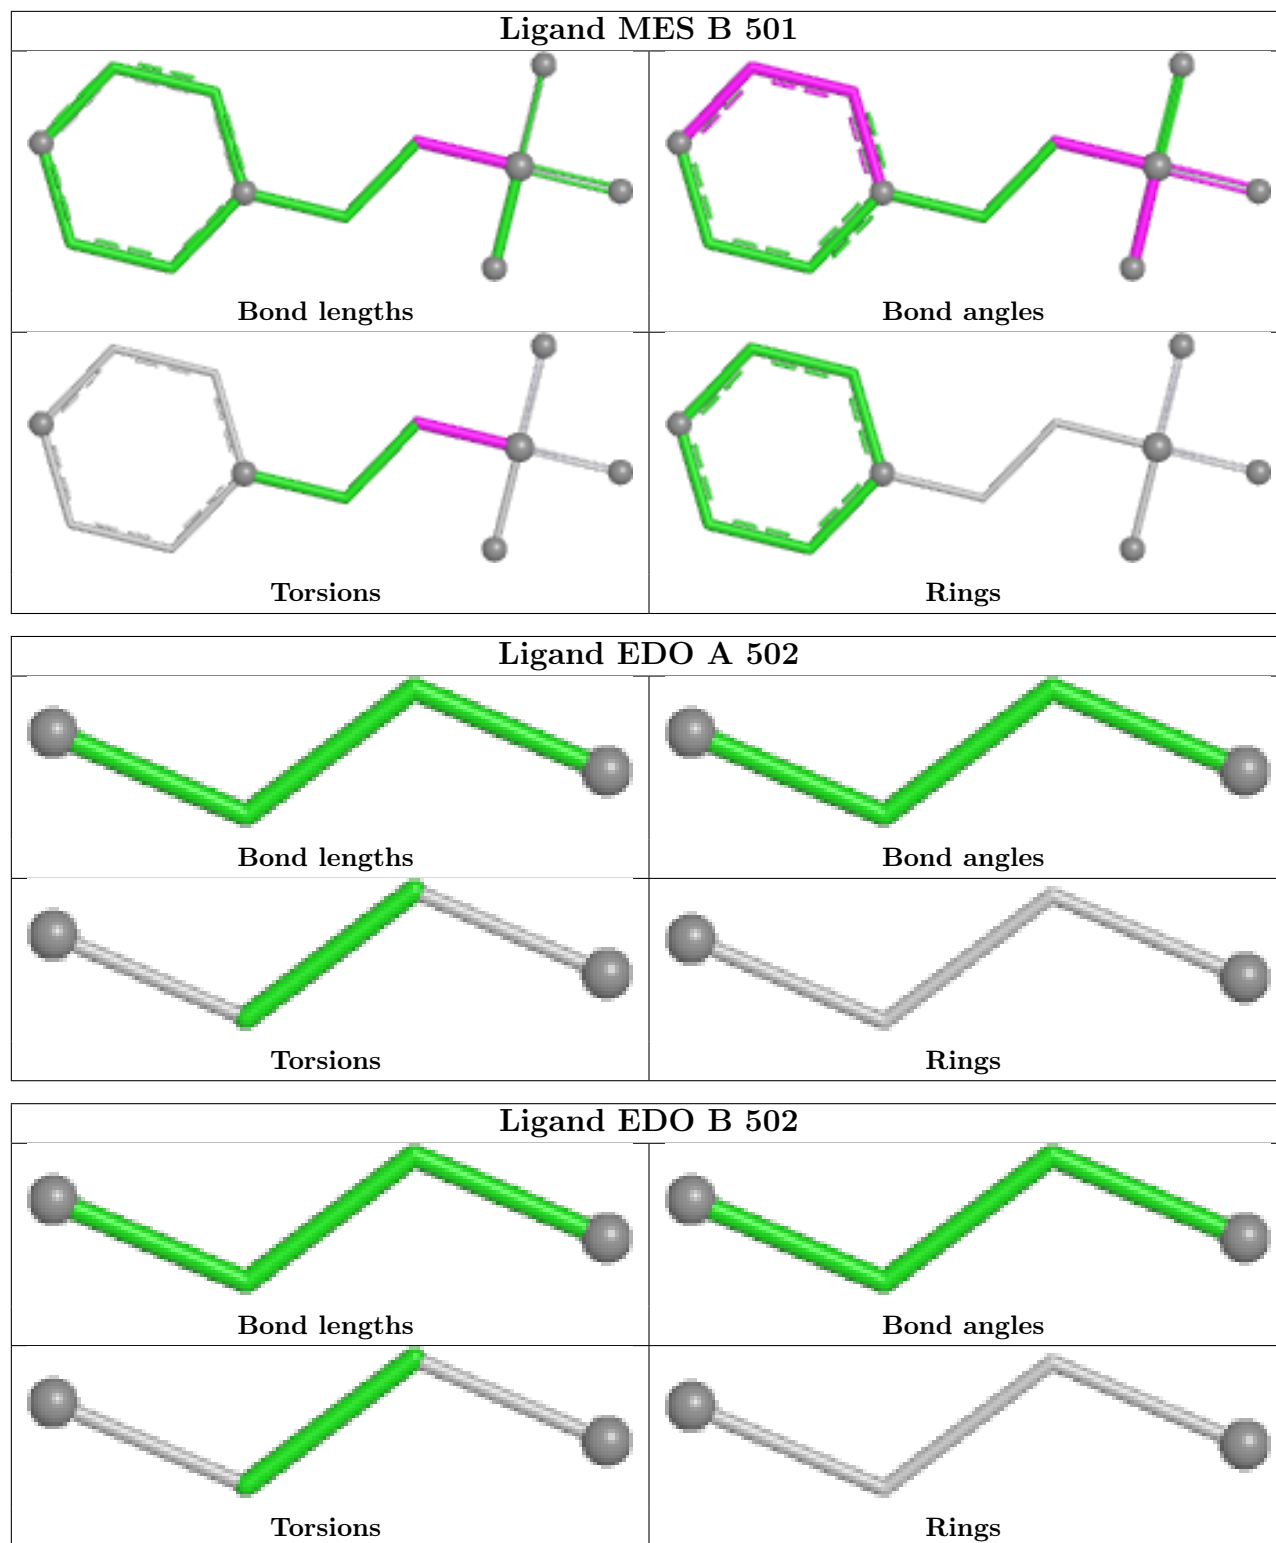 Ligand MES B 501
Bond lengths
Bond angles
Torsions
Rings
Ligand EDO A 502
Bond lengths
Bond angles
Torsions
Rings
Ligand EDO B 502
Bond lengths
Bond angles
Torsions
Rings